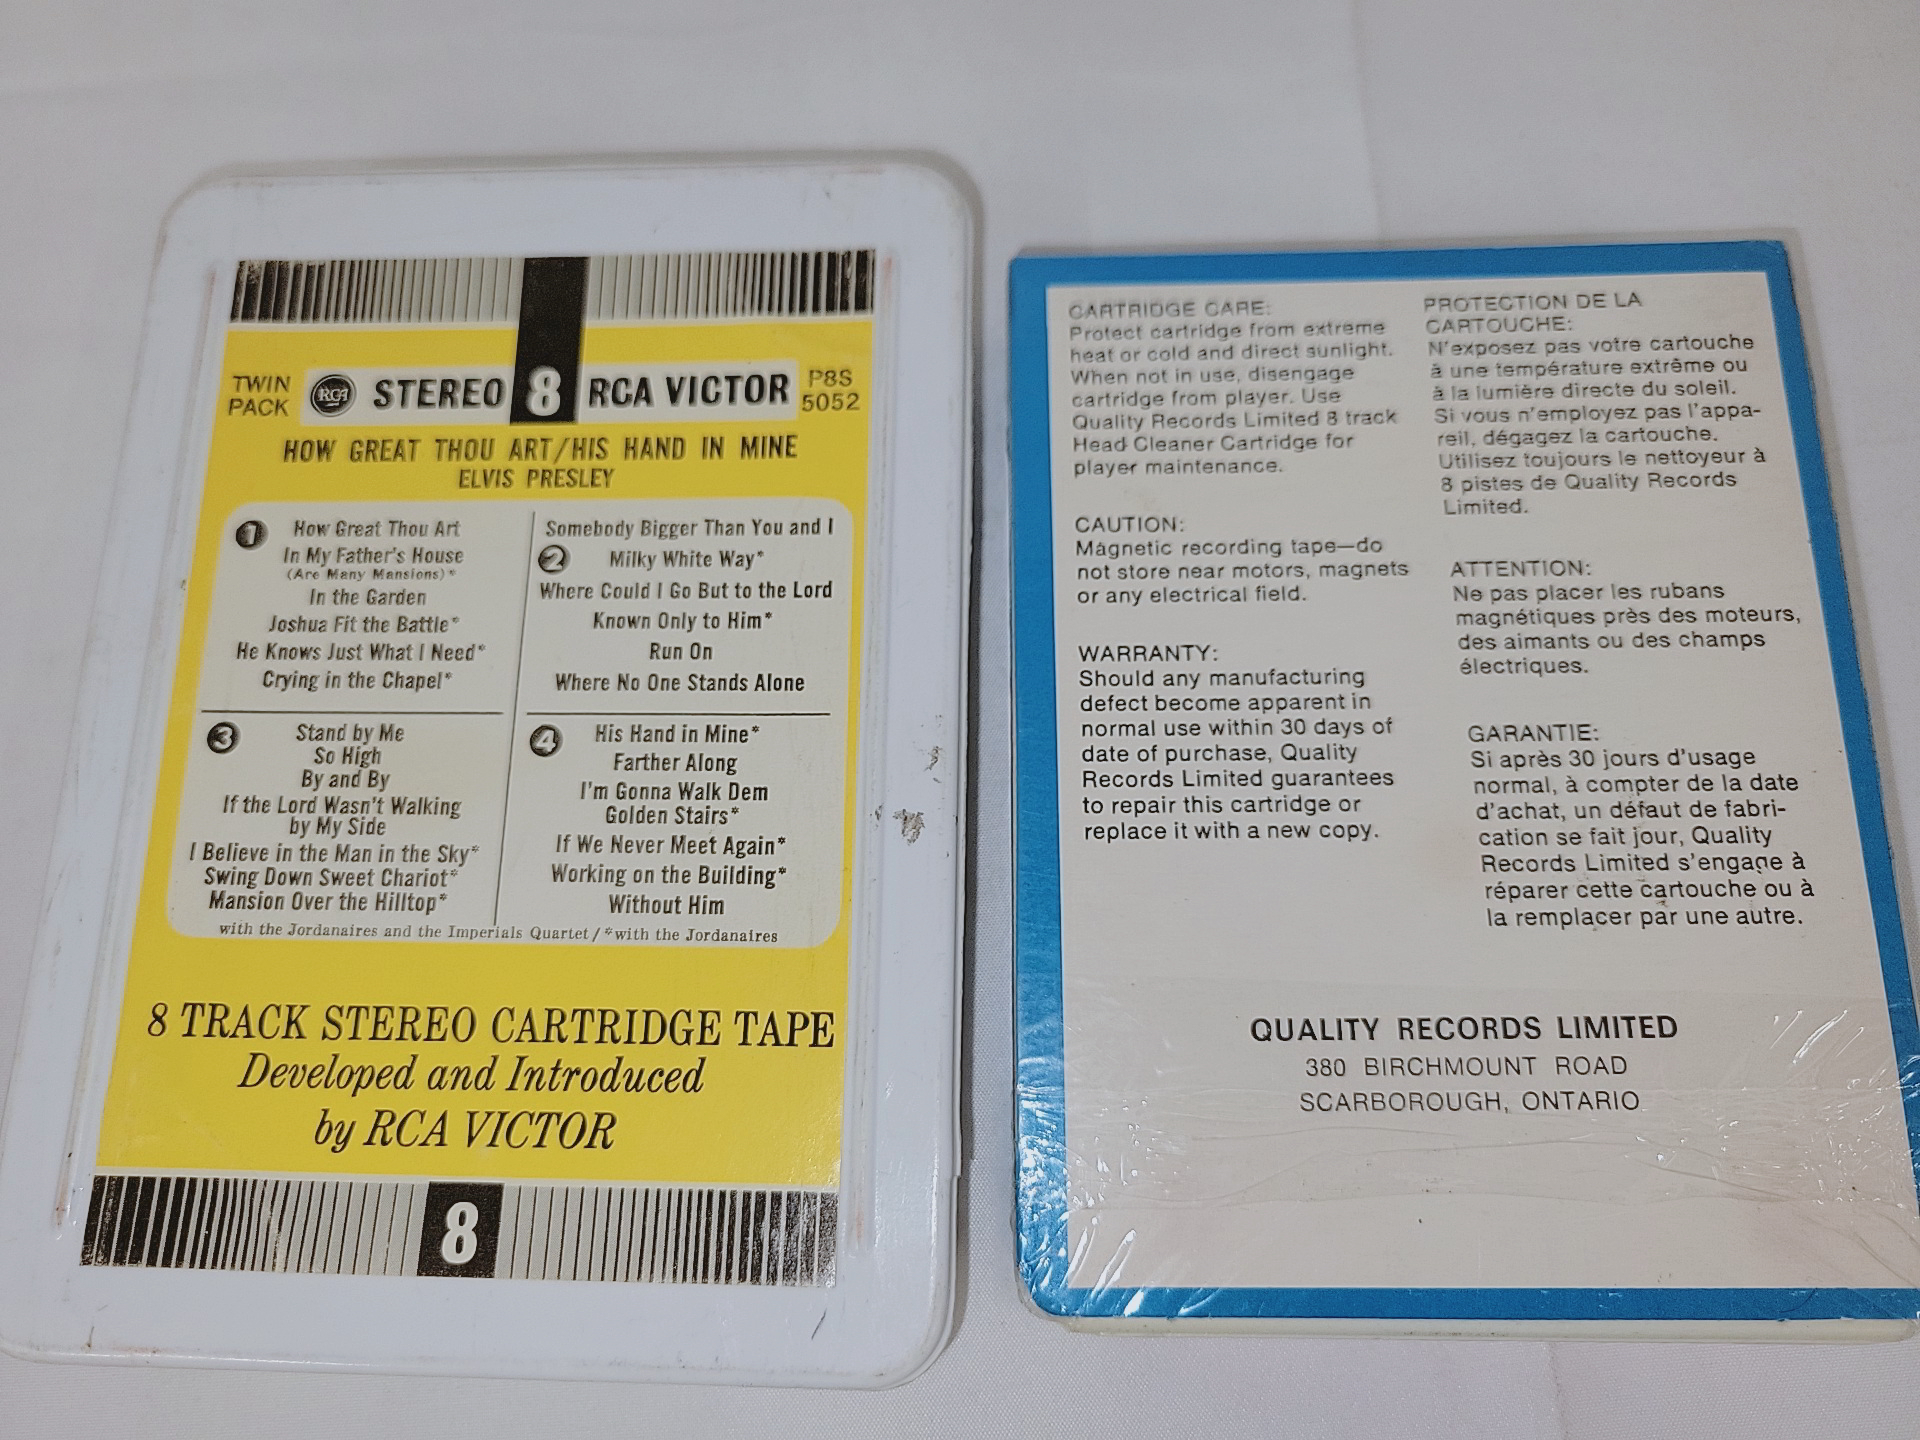 TWIN PACK
RCA
STEREO 8 RCA VICTOR
P8S 5052
HOW GREAT THOU ART/HIS HAND IN MINE
ELVIS PRESLEY
1
How Great Thou Art
In My Father's House
(Are Many Mansions)*
In the Garden
Joshua Fit the Battle*
He Knows Just What I Need*
Crying in the Chapel*
Somebody Bigger Than You and I
2 Milky White Way*
Where Could I Go But to the Lord
Known Only to Him*
Run On
Where No One Stands Alone
3
Stand by Me
So High
By and By
If the Lord Wasn't Walking
by My Side
I Believe in the Man in the Sky*
Swing Down Sweet Chariot*
Mansion Over the Hilltop*
4
His Hand in Mine*
Farther Along
I'm Gonna Walk Dem
Golden Stairs*
If We Never Meet Again*
Working on the Building*
Without Him
with the Jordanaires and the Imperials Quartet/*with the Jordanaires
8 TRACK STEREO CARTRIDGE TAPE
Developed and Introduced
by RCA VICTOR
8
CARTRIDGE CARE:
Protect cartridge from extreme
heat or cold and direct sunlight.
When not in use, disengage
cartridge from player. Use
Quality Records Limited 8 track
Head Cleaner Cartridge for
player maintenance.
CAUTION:
Magnetic recording tape—do
not store near motors, magnets
or any electrical field.
WARRANTY:
Should any manufacturing
defect become apparent in
normal use within 30 days of
date of purchase, Quality
Records Limited guarantees
to repair this cartridge or
replace it with a new copy.
PROTECTION DE LA
CARTOUCHE:
N'exposez pas votre cartouche
à une température extrême ou
à la lumière directe du soleil.
Si vous n'employez pas l'appa-
reil, dégagez la cartouche.
Utilisez toujours le nettoyeur à
8 pistes de Quality Records
Limited.
ATTENTION:
Ne pas placer les rubans
magnétiques près des moteurs,
des aimants ou des champs
électriques.
GARANTIE:
Si après 30 jours d'usage
normal, à compter de la date
d'achat, un défaut de fabri-
cation se fait jour, Quality
Records Limited s'engage à
réparer cette cartouche ou à
la remplacer par une autre.
QUALITY RECORDS LIMITED
380 BIRCHMOUNT ROAD
SCARBOROUGH, ONTARIO